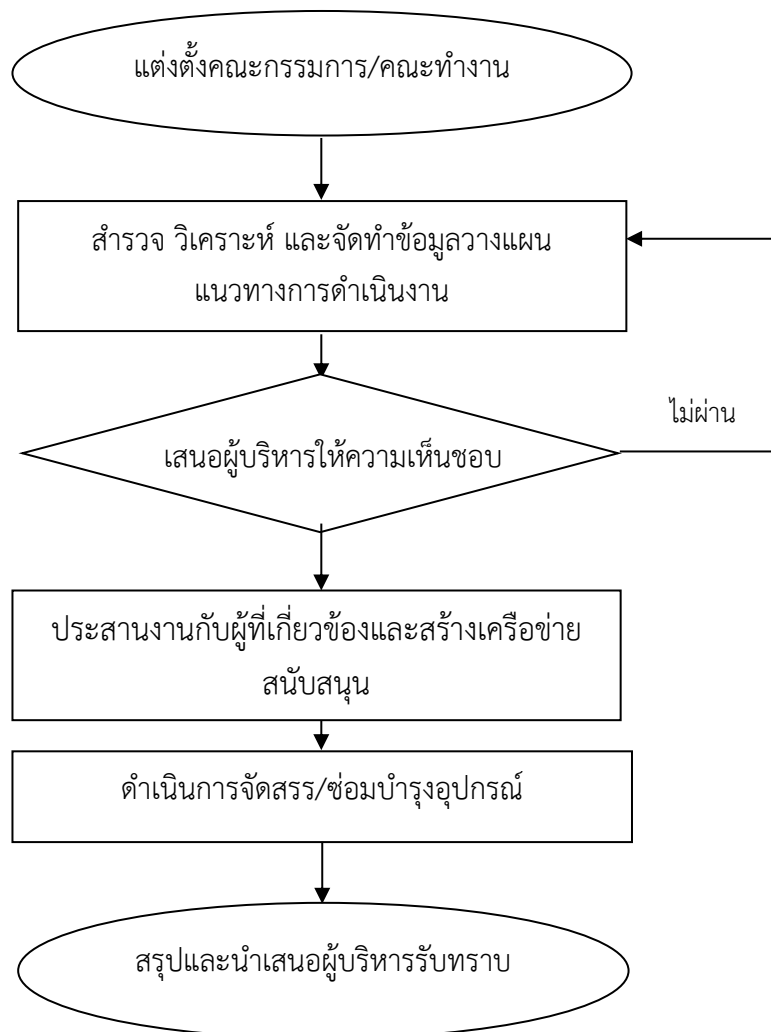 แต่งตั้งคณะกรรมการ/คณะทำงาน
สำรวจ วิเคราะห์ และจัดทำข้อมูลวางแผน
แนวทางการดำเนินงาน
ไม่ผ่าน
เสนอผู้บริหารให้ความเห็นชอบ
ประสานงานกับผู้ที่เกี่ยวข้องและสร้างเครือข่าย
สนับสนุน
ดำเนินการจัดสรร/ซ่อมบำรุงอุปกรณ์
สรุปและนำเสนอผู้บริหารรับทราบ